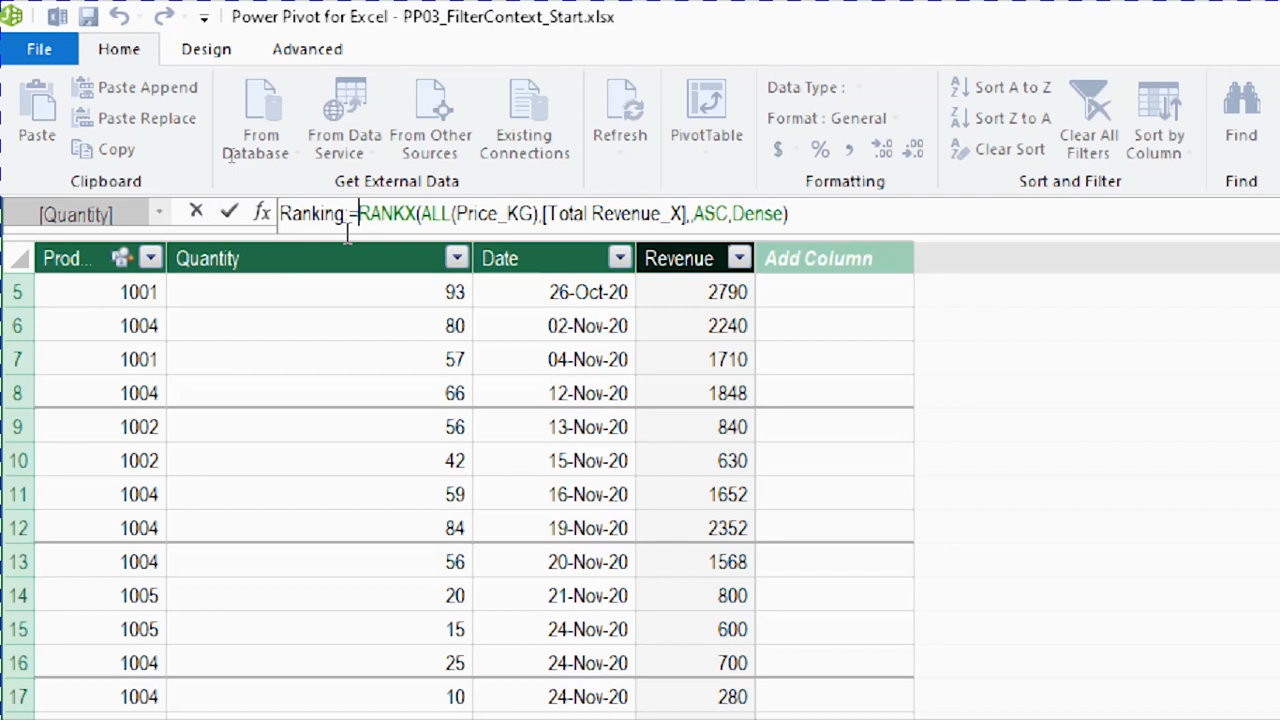 Power Pivot for Excel - PP03_FilterContext_Start.xlsx
File Home Design Advanced
Paste
Paste Append
Paste Replace
Copy
Clipboard
From Database
From Data Service
From Other Sources
Existing Connections
Get External Data
Refresh
PivotTable
Data Type :
Format : General
$ % , .00 .00
Formatting
Sort A to Z
Sort Z to A
Clear Sort
Clear All Filters
Sort by Column
Sort and Filter
Find
Find
[Quantity] fx Ranking:=RANKX(ALL(Price_KG),[Total Revenue_X],,ASC,Dense)
Prod... Quantity Date Revenue Add Column
5 1001 93 26-Oct-20 2790
6 1004 80 02-Nov-20 2240
7 1001 57 04-Nov-20 1710
8 1004 66 12-Nov-20 1848
9 1002 56 13-Nov-20 840
10 1002 42 15-Nov-20 630
11 1004 59 16-Nov-20 1652
12 1004 84 19-Nov-20 2352
13 1004 56 20-Nov-20 1568
14 1005 20 21-Nov-20 800
15 1005 15 24-Nov-20 600
16 1004 25 24-Nov-20 700
17 1004 10 24-Nov-20 280